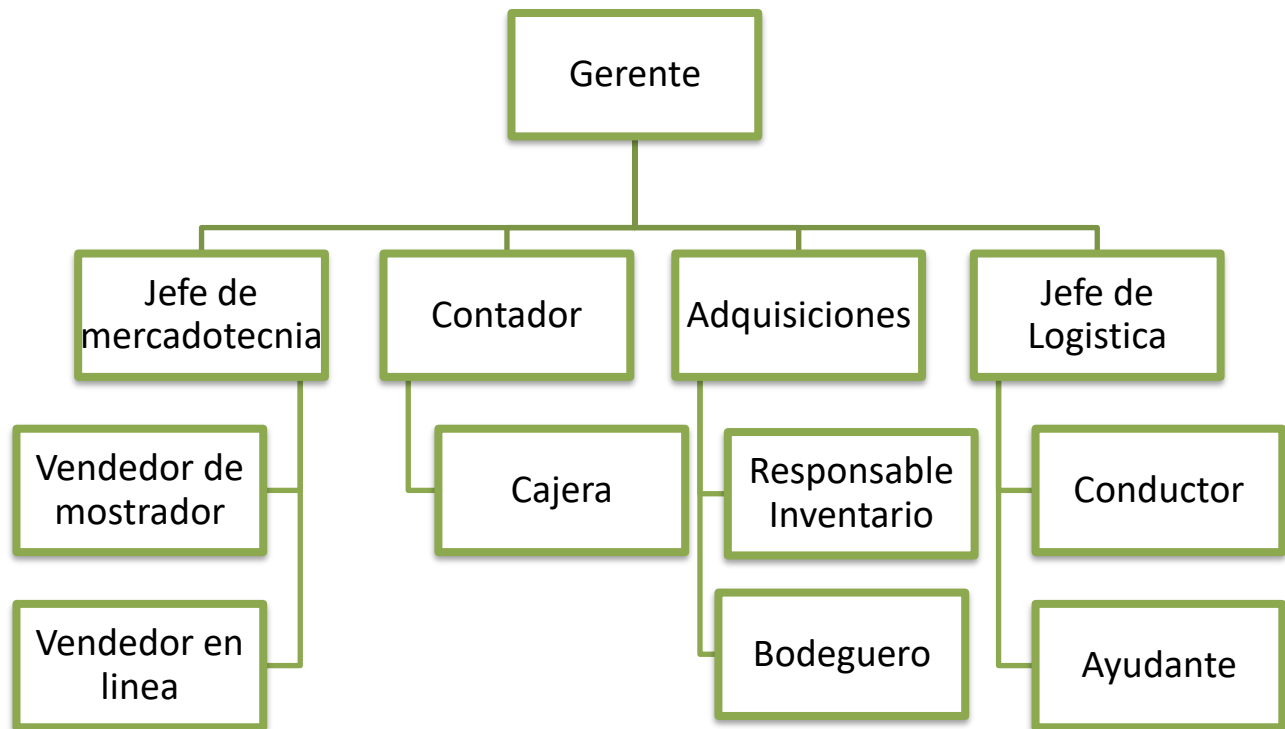 Gerente
Jefe de
mercadotecnia
Contador
Adquisiciones
Jefe de
Logistica
Vendedor de
mostrador
Cajera
Responsable
Inventario
Conductor
Vendedor en
linea
Bodeguero
Ayudante